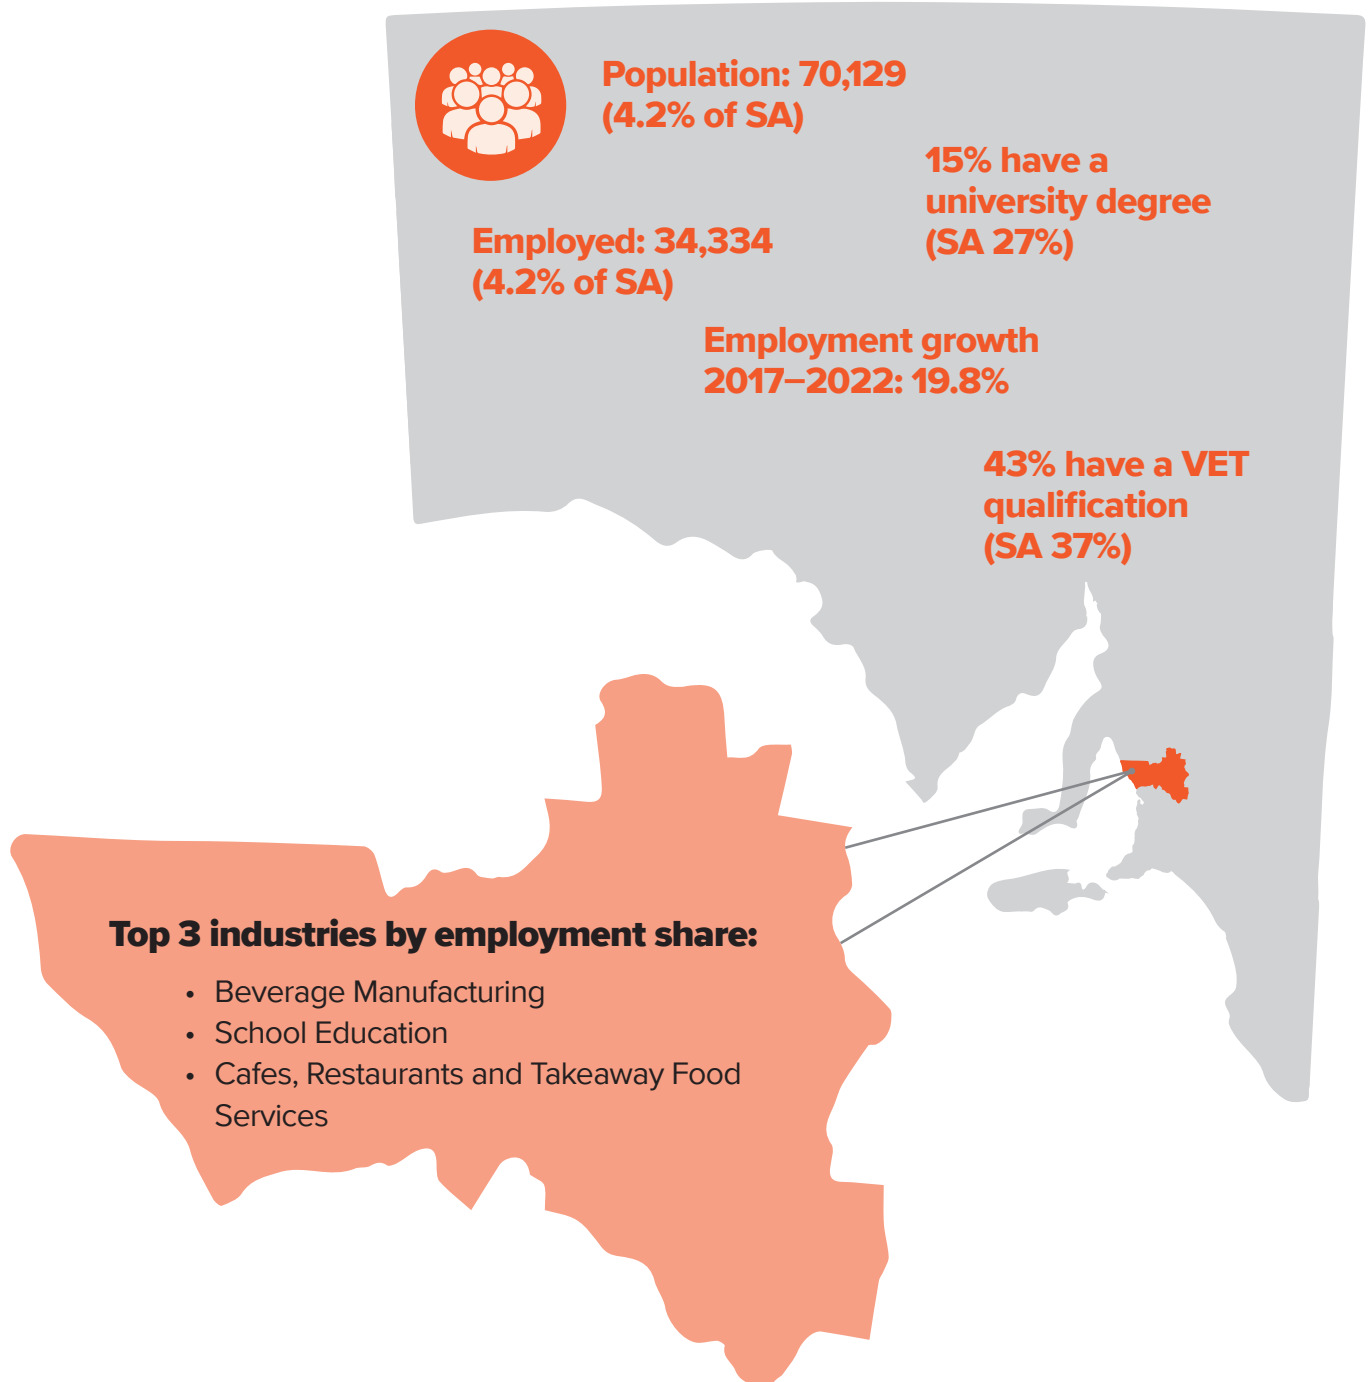 Population: 70,129
(4.2% of SA)
15% have a
university degree
(SA 27%)
Employed: 34,334
(4.2% of SA)
Employment growth
2017–2022: 19.8%
43% have a VET
qualification
(SA 37%)
Top 3 industries by employment share:
• Beverage Manufacturing
• School Education
• Cafes, Restaurants and Takeaway Food
Services